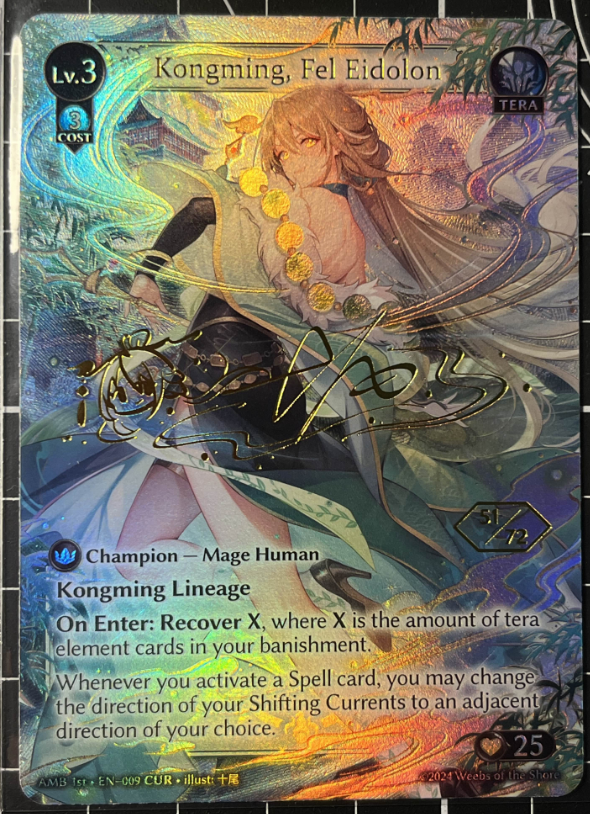 Lv.3
Kongming, Fel Eidolon
TERA
3
COST
51/72
Champion — Mage Human
Kongming Lineage
On Enter: Recover X, where X is the amount of tera
element cards in your banishment.
Whenever you activate a Spell card, you may change
the direction of your Shifting Currents to an adjacent
direction of your choice.
25
AMB 1st • EN-009 CUR • illust: 十尾
© 2024 Weebs of the Shore